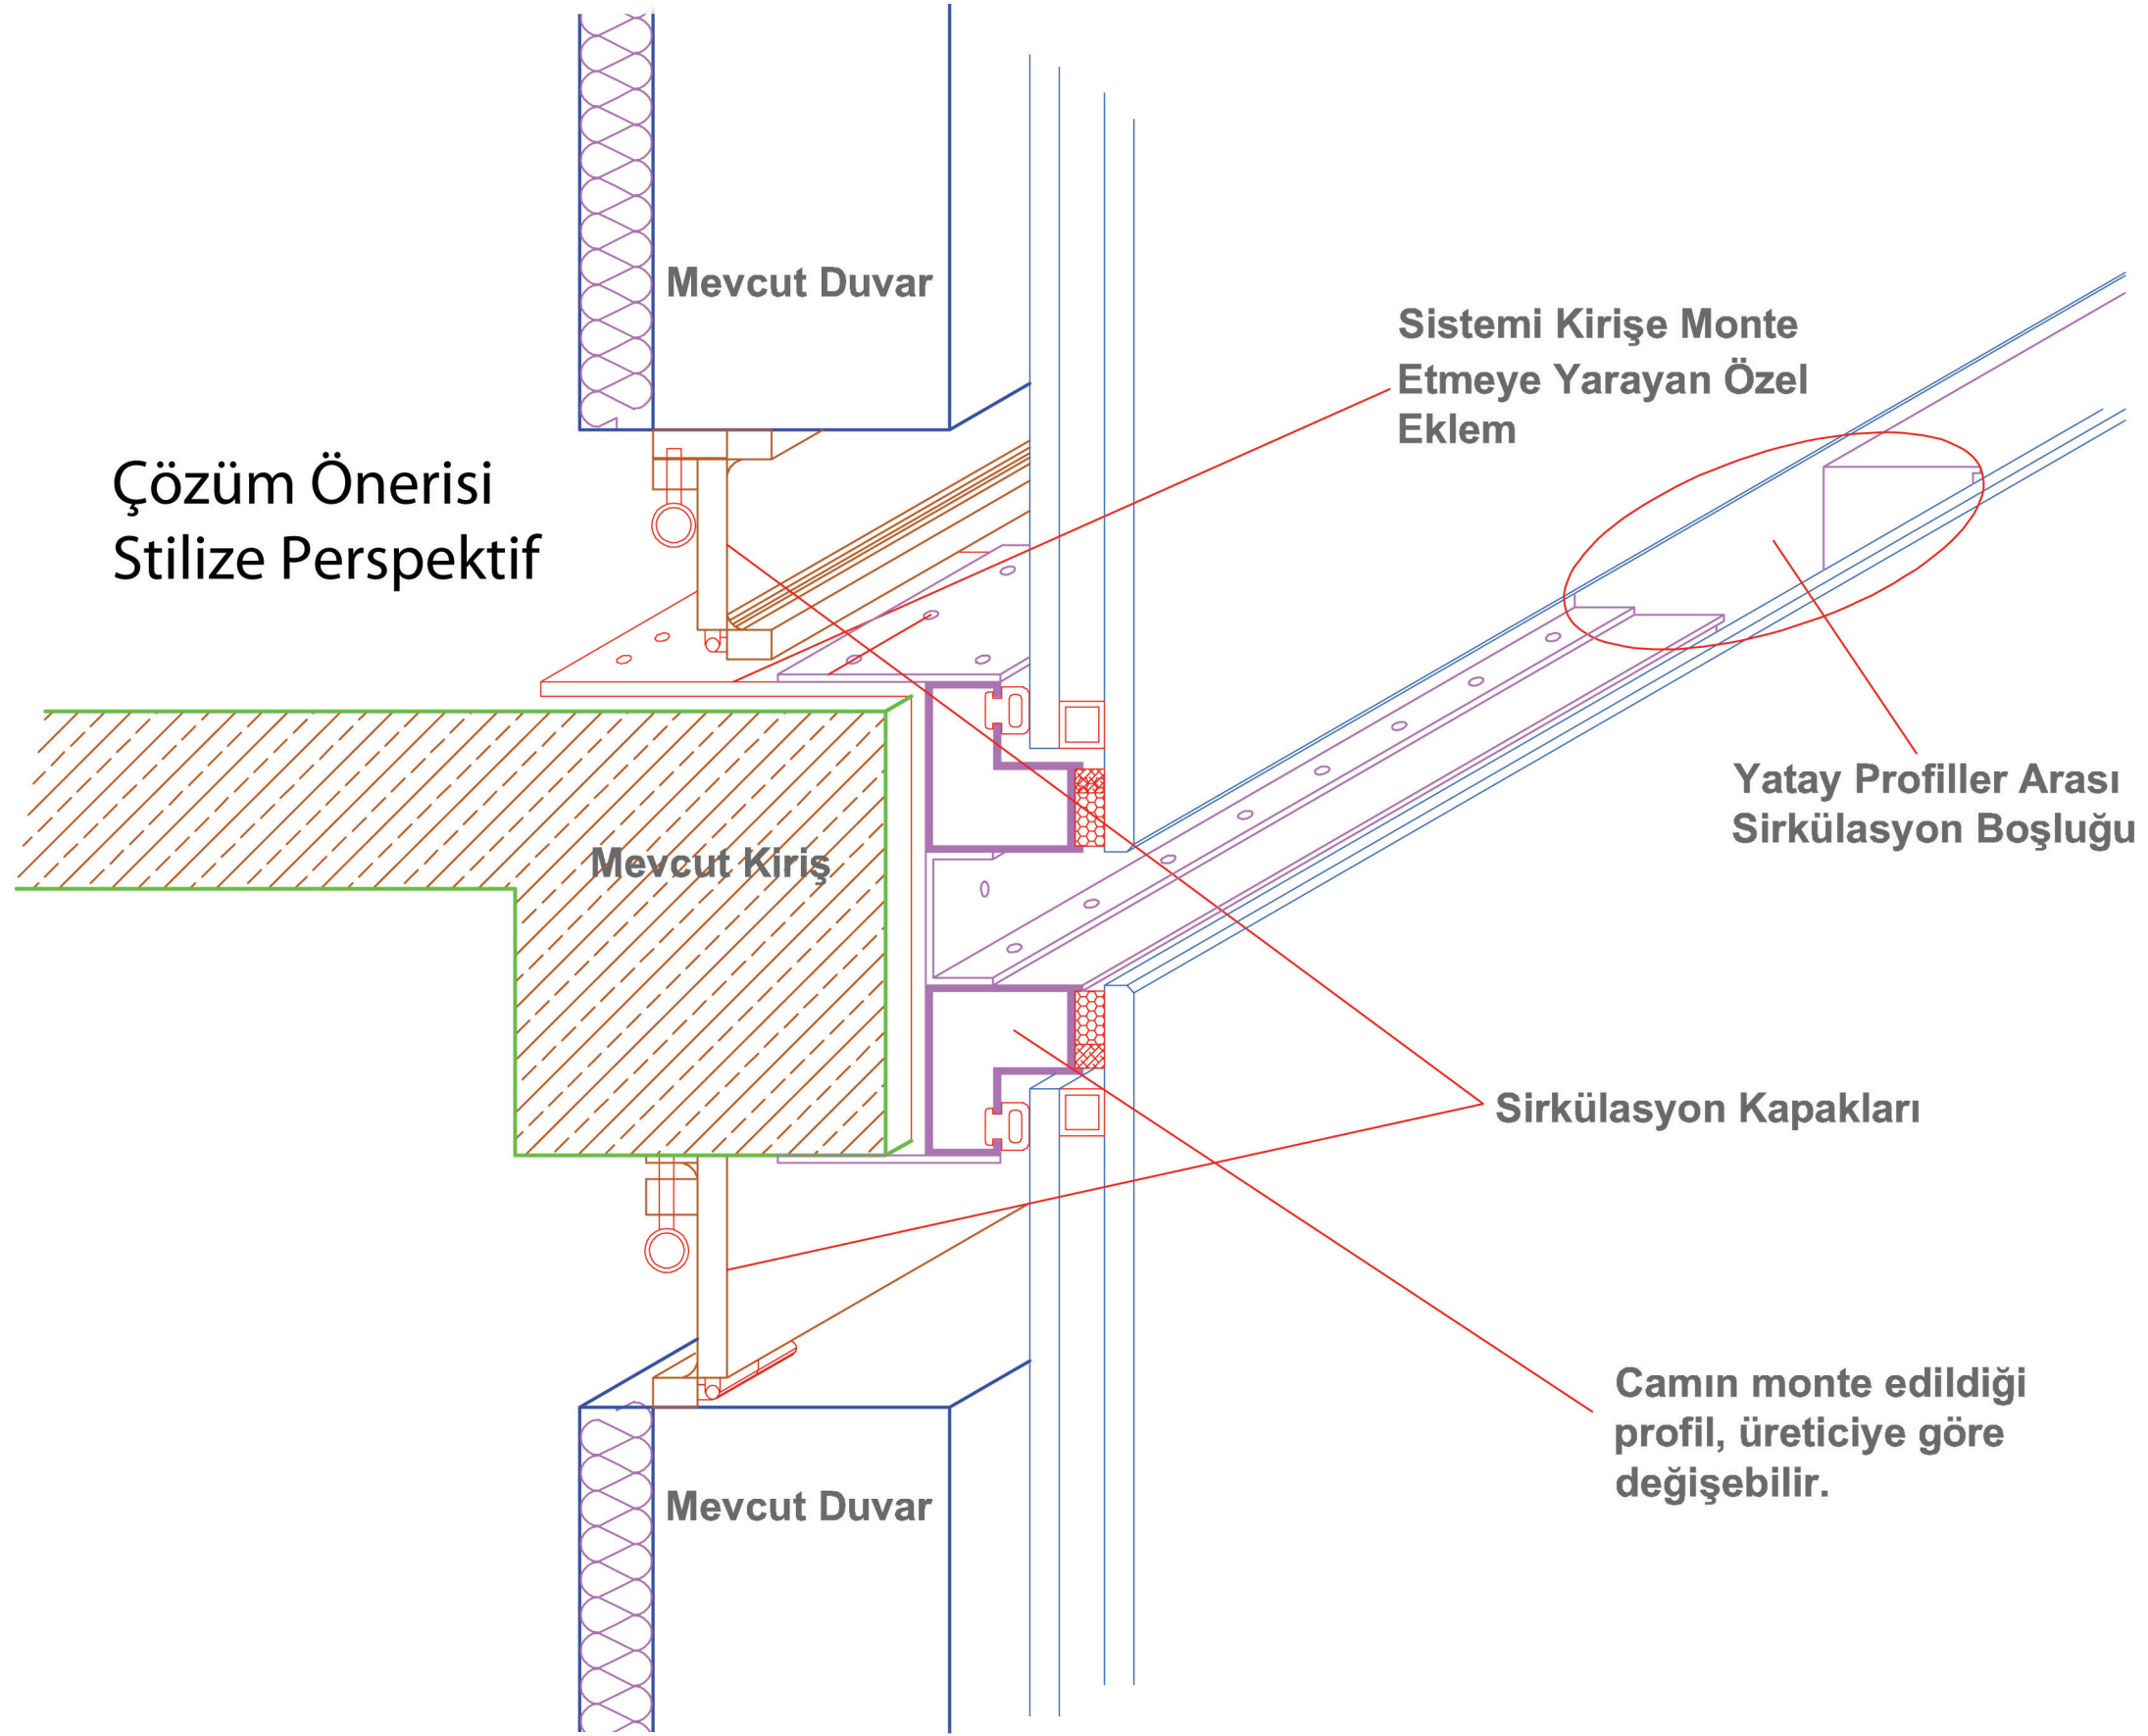 Mevcut Duvar
Sistemi Kirişe Monte
Etmeye Yarayan Özel
Eklem
Çözüm Önerisi
Stilize Perspektif
Yatay Profiller Arası
Sirkülasyon Boşluğu
Mevcut Kiriş
Sirkülasyon Kapakları
Camın monte edildiği
profil, üreticiye göre
değişebilir.
Mevcut Duvar